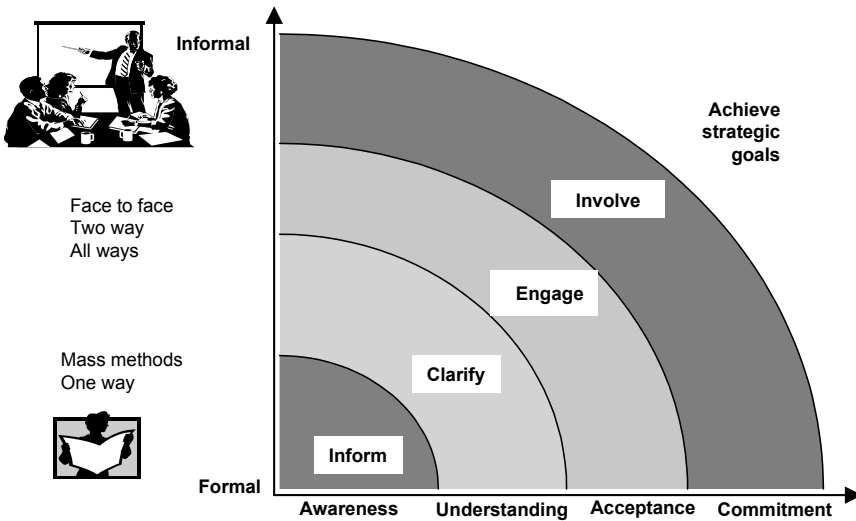 Informal
Achieve
strategic
goals
Involve
Face to face
Two way
All ways
Engage
Mass methods
One way
Clarify
Inform
Formal
Awareness
Understanding
Acceptance
Commitment